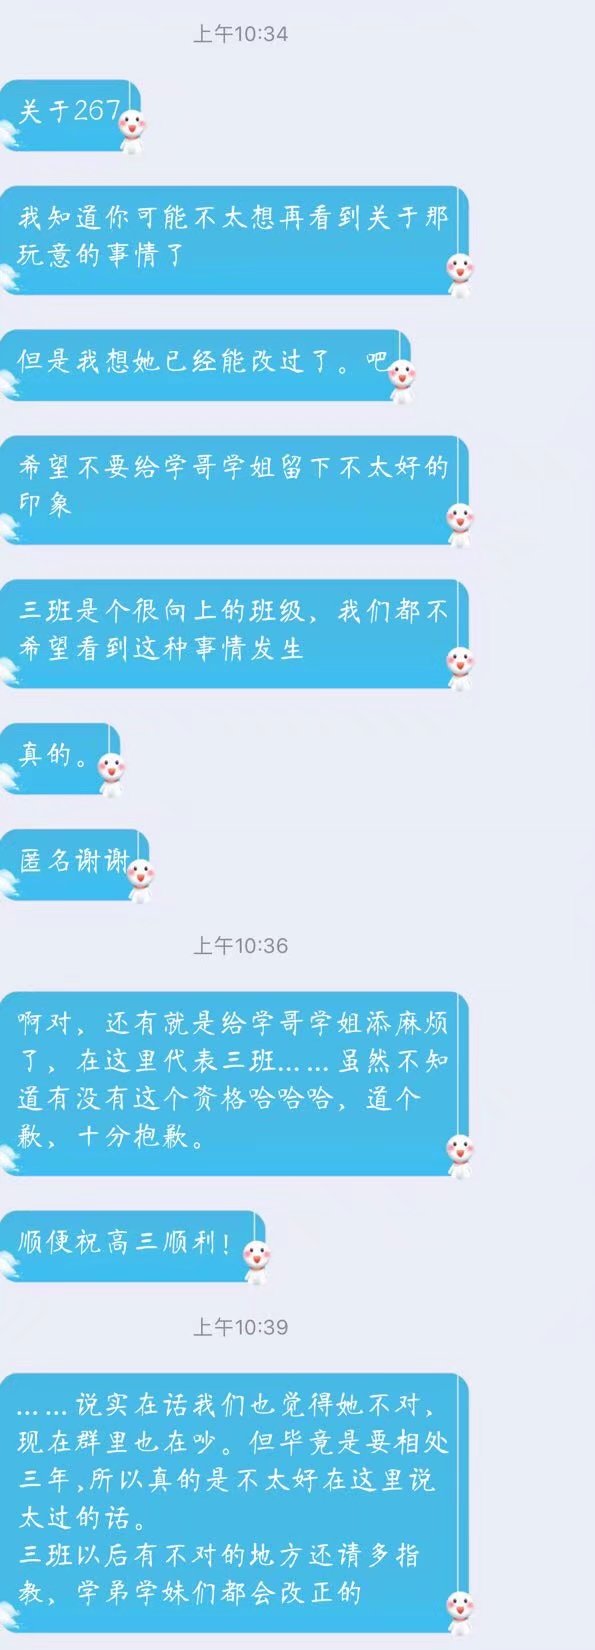 上午10:34
关于267
我知道你可能不太想再看到关于那
玩意的事情了
但是我想她已经能改过了。吧
希望不要给学哥学姐留下不太好的
印象
三班是个很向上的班级，我们都不
希望看到这种事情发生
真的。
匿名谢谢
上午10:36
啊对，还有就是给学哥学姐添麻烦
了，在这里代表三班……虽然不知
道有没有这个资格哈哈哈，道个
歉，十分抱歉。
顺便祝高三顺利！
上午10:39
……说实在话我们也觉得她不对，
现在群里也在吵。但毕竟是要相处
三年,所以真的是不太好在这里说
太过的话。
三班以后有不对的地方还请多指
教，学弟学妹们都会改正的